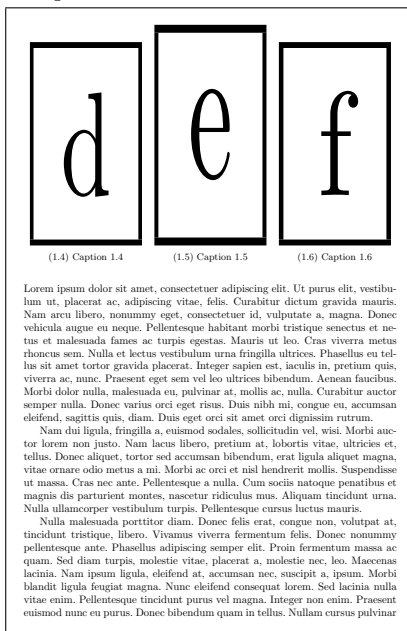 d e f
(1.4) Caption 1.4 (1.5) Caption 1.5 (1.6) Caption 1.6
Lorem ipsum dolor sit amet, consectetuer adipiscing elit. Ut purus elit, vestibu-
lum ut, placerat ac, adipiscing vitae, felis. Curabitur dictum gravida mauris.
Nam arcu libero, nonummy eget, consectetuer id, vulputate a, magna. Donec
vehicula augue eu neque. Pellentesque habitant morbi tristique senectus et ne-
tus et malesuada fames ac turpis egestas. Mauris ut leo. Cras viverra metus
rhoncus sem. Nulla et lectus vestibulum urna fringilla ultrices. Phasellus eu tel-
lus sit amet tortor gravida placerat. Integer sapien est, iaculis in, pretium quis,
viverra ac, nunc. Praesent eget sem vel leo ultrices bibendum. Aenean faucibus.
Morbi dolor nulla, malesuada eu, pulvinar at, mollis ac, nulla. Curabitur auctor
semper nulla. Donec varius orci eget risus. Duis nibh mi, congue eu, accumsan
eleifend, sagittis quis, diam. Duis eget orci sit amet orci dignissim rutrum.
Nam dui ligula, fringilla a, euismod sodales, sollicitudin vel, wisi. Morbi auc-
tor lorem non justo. Nam lacus libero, pretium at, lobortis vitae, ultricies et,
tellus. Donec aliquet, tortor sed accumsan bibendum, erat ligula aliquet magna,
vitae ornare odio metus a mi. Morbi ac orci et nisl hendrerit mollis. Suspendisse
ut massa. Cras nec ante. Pellentesque a nulla. Cum sociis natoque penatibus et
magnis dis parturient montes, nascetur ridiculus mus. Aliquam tincidunt urna.
Nulla ullamcorper vestibulum turpis. Pellentesque cursus luctus mauris.
Nulla malesuada porttitor diam. Donec felis erat, congue non, volutpat at,
tincidunt tristique, libero. Vivamus viverra fermentum felis. Donec nonummy
pellentesque ante. Phasellus adipiscing semper elit. Proin fermentum massa ac
quam. Sed diam turpis, molestie vitae, placerat a, molestie nec, leo. Maecenas
lacinia. Nam ipsum ligula, eleifend at, accumsan nec, suscipit a, ipsum. Morbi
blandit ligula feugiat magna. Nunc eleifend consequat lorem. Sed lacinia nulla
vitae enim. Pellentesque tincidunt purus vel magna. Integer non enim. Praesent
euismod nunc eu purus. Donec bibendum quam in tellus. Nullam cursus pulvinar